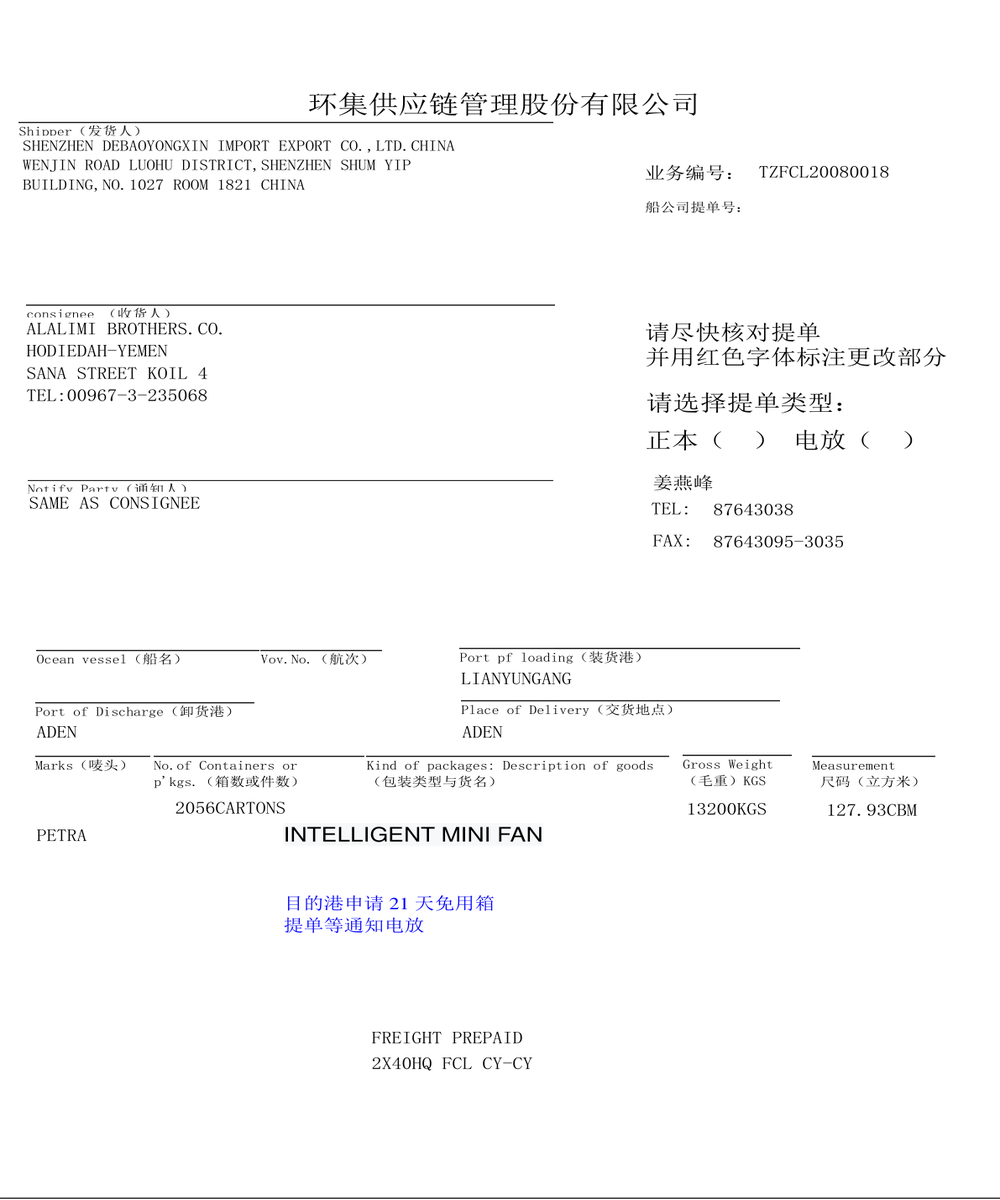 环集供应链管理股份有限公司
Shipper（发货人）
SHENZHEN DEBAOYONGXIN IMPORT EXPORT CO.,LTD.CHINA
WENJIN ROAD LUOHU DISTRICT,SHENZHEN SHUM YIP
BUILDING,NO.1027 ROOM 1821 CHINA
业务编号： TZFCL20080018
船公司提单号：
consignee （收货人）
ALALIMI BROTHERS.CO.
HODIEDAH-YEMEN
SANA STREET KOIL 4
TEL:00967-3-235068
请尽快核对提单
并用红色字体标注更改部分
请选择提单类型：
正本（ ） 电放（ ）
Notify Party（通知人）
SAME AS CONSIGNEE
姜燕峰
TEL: 87643038
FAX: 87643095-3035
Ocean vessel（船名） Vov.No.（航次） Port pf loading（装货港）
LIANYUNGANG
Port of Discharge（卸货港） Place of Delivery（交货地点）
ADEN ADEN
Marks（唛头） No.of Containers or Kind of packages: Description of goods Gross Weight Measurement
p'kgs.（箱数或件数） （包装类型与货名） （毛重）KGS 尺码（立方米）
2056CARTONS 13200KGS 127.93CBM
PETRA INTELLIGENT MINI FAN
目的港申请 21 天免用箱
提单等通知电放
FREIGHT PREPAID
2X40HQ FCL CY-CY